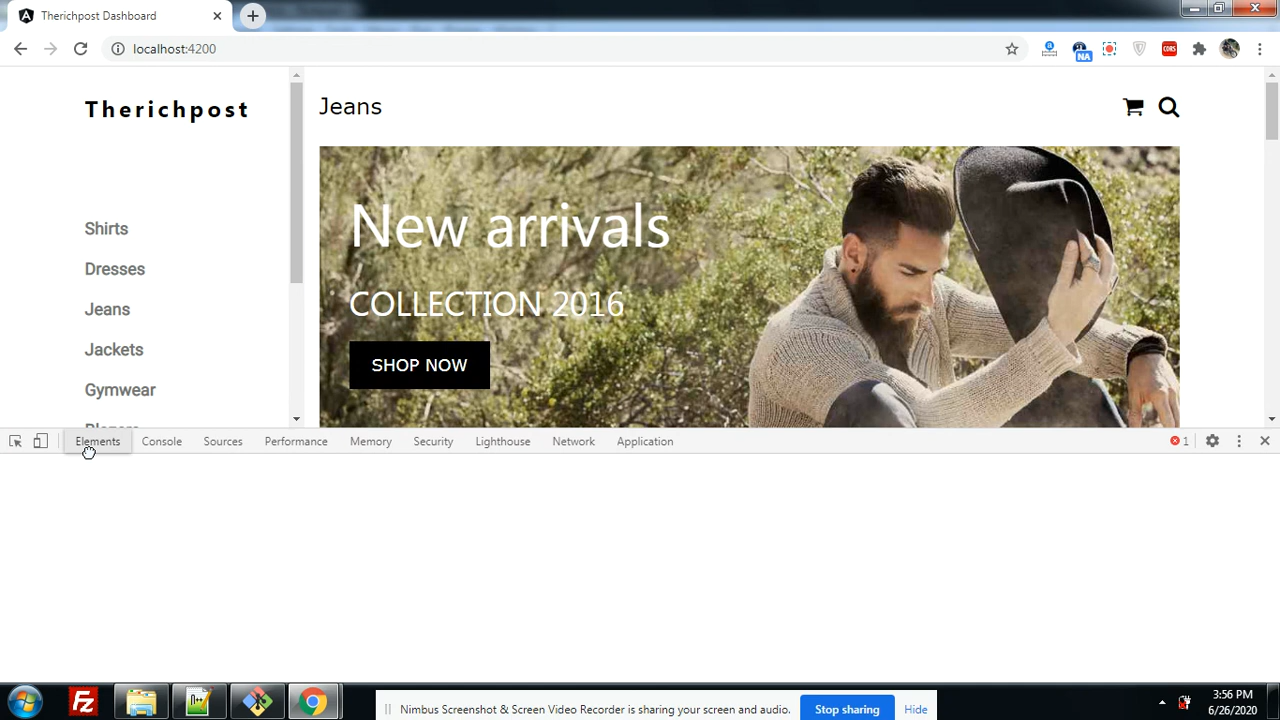 Therichpost Dashboard
localhost:4200
NA
CORS
Therichpost
Jeans
Shirts
Dresses
Jeans
Jackets
Gymwear
New arrivals
COLLECTION 2016
SHOP NOW
Elements Console Sources Performance Memory Security Lighthouse Network Application 1
Nimbus Screenshot & Screen Video Recorder is sharing your screen and audio. Stop sharing Hide
3:56 PM
6/26/2020